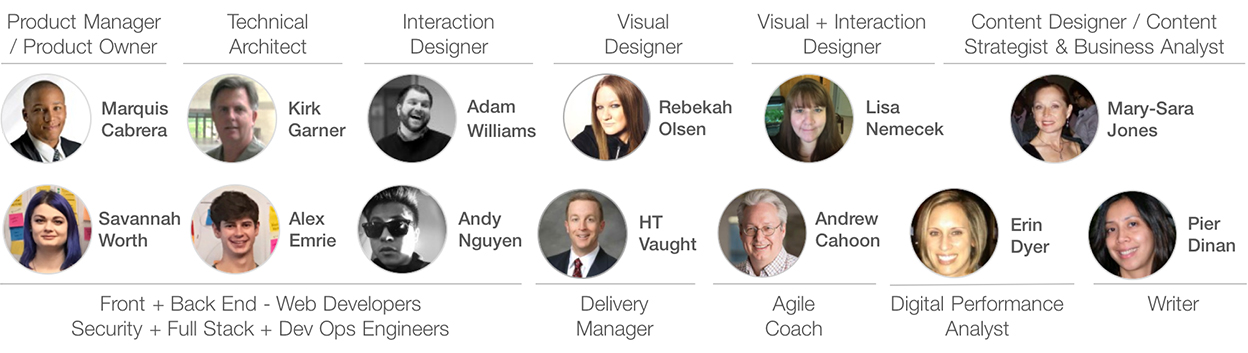 Product Manager
/ Product Owner
Technical
Architect
Interaction
Designer
Visual
Designer
Visual + Interaction
Designer
Content Designer / Content
Strategist & Business Analyst
Marquis
Cabrera
Kirk
Garner
Adam
Williams
Rebekah
Olsen
Lisa
Nemecek
Mary-Sara
Jones
Savannah
Worth
Alex
Emrie
Andy
Nguyen
HT
Vaught
Andrew
Cahoon
Erin
Dyer
Pier
Dinan
Front + Back End - Web Developers
Security + Full Stack + Dev Ops Engineers
Delivery
Manager
Agile
Coach
Digital Performance
Analyst
Writer